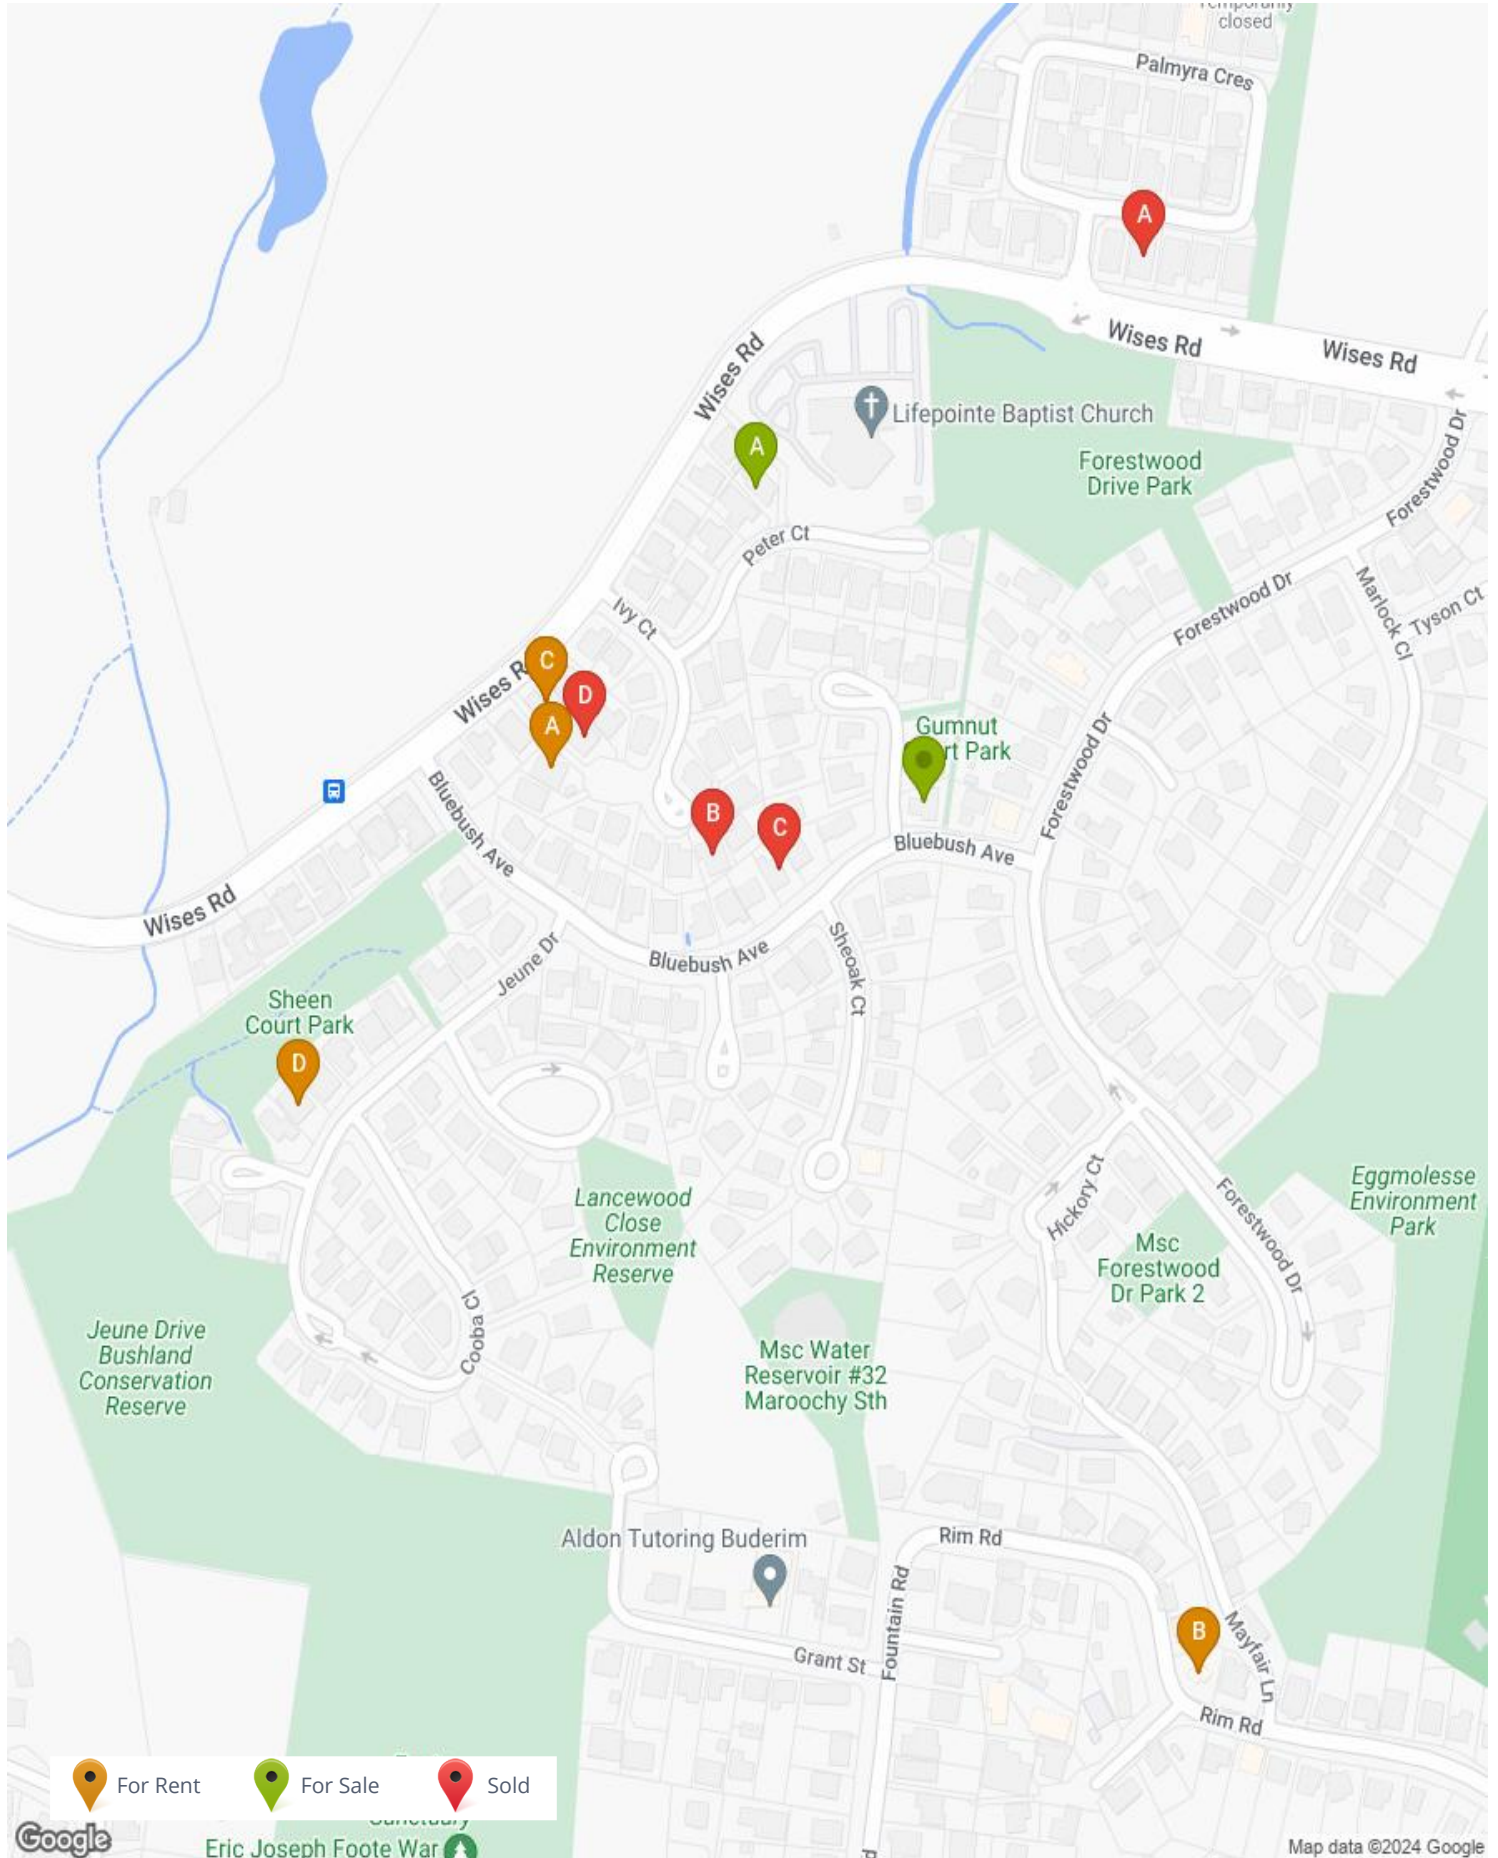 Temporarily
closed
Palmyra Cres
A
Wises Rd
Wises Rd
Wises Rd
Lifepointe Baptist Church
A
Forestwood
Drive Park
Forestwood Dr
Peter Ct
Marlock Cl
Tyson Ct
Forestwood Dr
Ivy Ct
C
Wises R
D
A
Gumnut
rt Park
Forestwood Dr
Bluebush Ave
B
C
Bluebush Ave
Wises Rd
Jeune Dr
Bluebush Ave
Sheoak Ct
Sheen
Court Park
D
Hickory Ct
Forestwood Dr
Eggmolesse
Environment
Park
Lancewood
Close
Environment
Reserve
Msc
Forestwood
Dr Park 2
Cooba Cl
Jeune Drive
Bushland
Conservation
Reserve
Msc Water
Reservoir #32
Maroochy Sth
Aldon Tutoring Buderim
Rim Rd
Fountain Rd
Grant St
B
Mayfair Ln
Rim Rd
For Rent
For Sale
Sold
Sanctuary
Google
Eric Joseph Foote War
Map data ©2024 Google